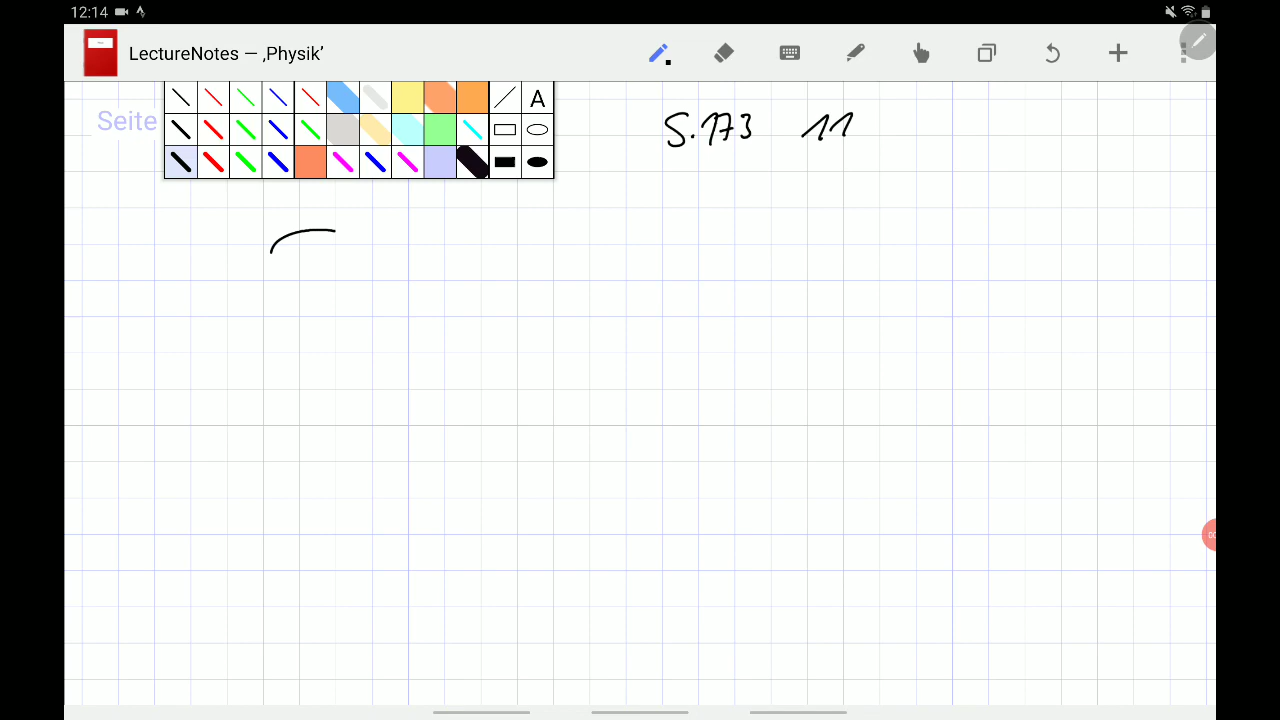 12:14
LectureNotes — ‚Physik’
A
Seite
S. 173 11